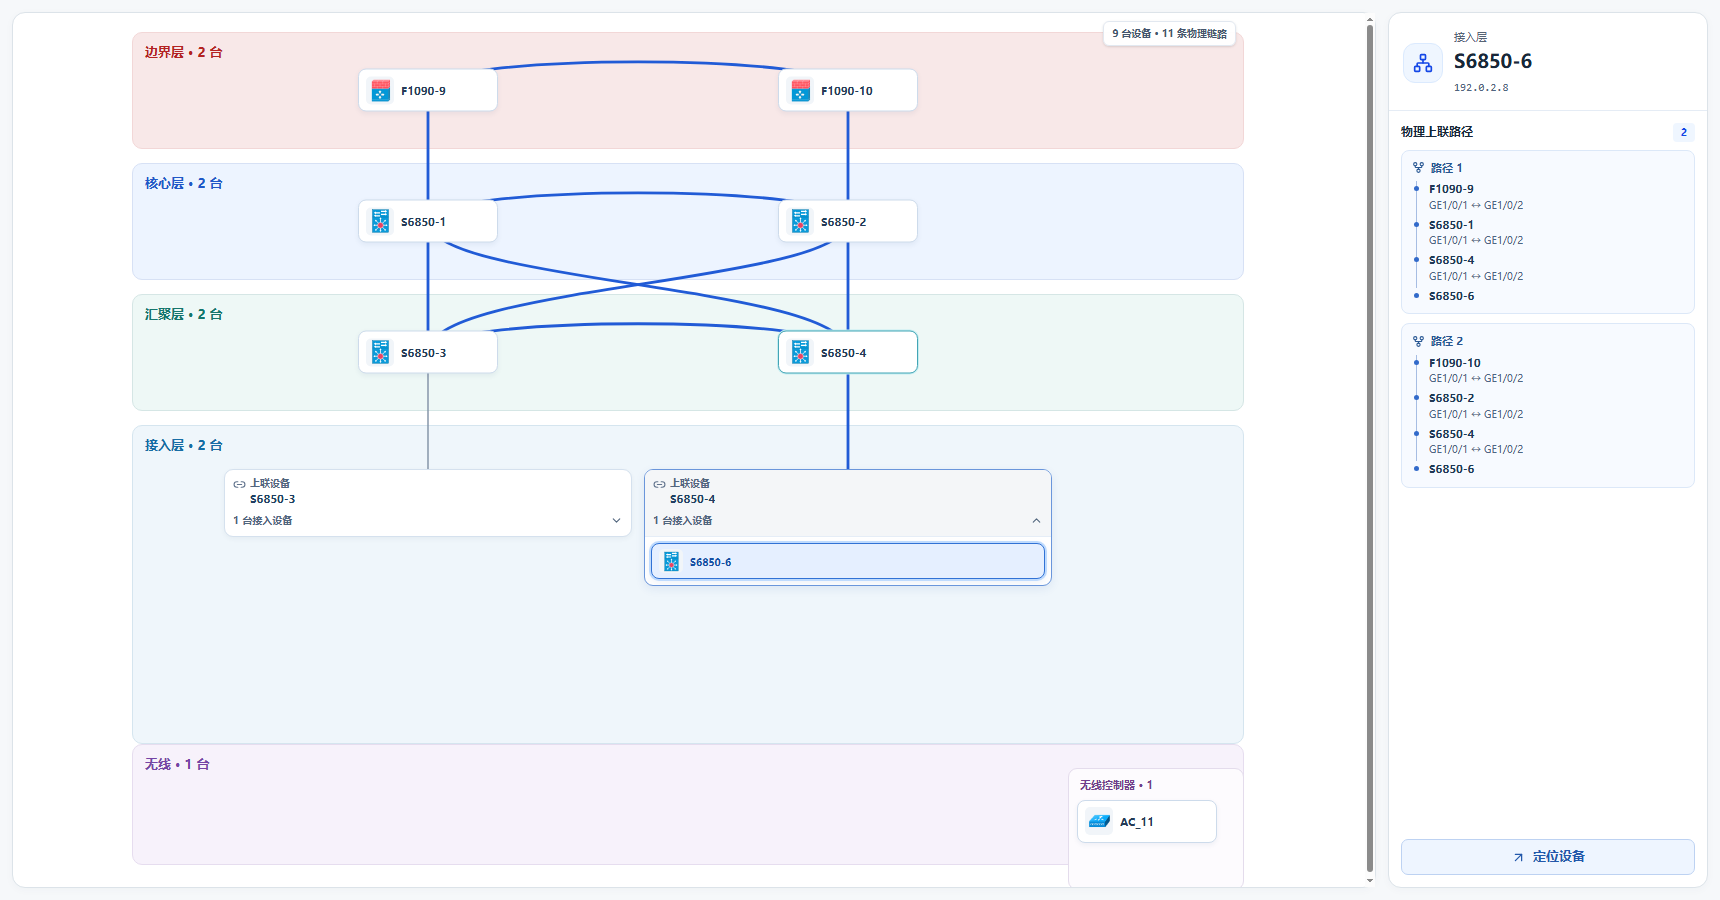 9 台设备 • 11 条物理链路
边界层 • 2 台
F1090-9
F1090-10
核心层 • 2 台
S6850-1
S6850-2
汇聚层 • 2 台
S6850-3
S6850-4
接入层 • 2 台
上联设备
S6850-3
1 台接入设备
上联设备
S6850-4
1 台接入设备
S6850-6
无线 • 1 台
无线控制器 • 1
AC_11
接入层
S6850-6
192.0.2.8
物理上联路径
2
路径 1
F1090-9
GE1/0/1 ↔ GE1/0/2
S6850-1
GE1/0/1 ↔ GE1/0/2
S6850-4
GE1/0/1 ↔ GE1/0/2
S6850-6
路径 2
F1090-10
GE1/0/1 ↔ GE1/0/2
S6850-2
GE1/0/1 ↔ GE1/0/2
S6850-4
GE1/0/1 ↔ GE1/0/2
S6850-6
定位设备